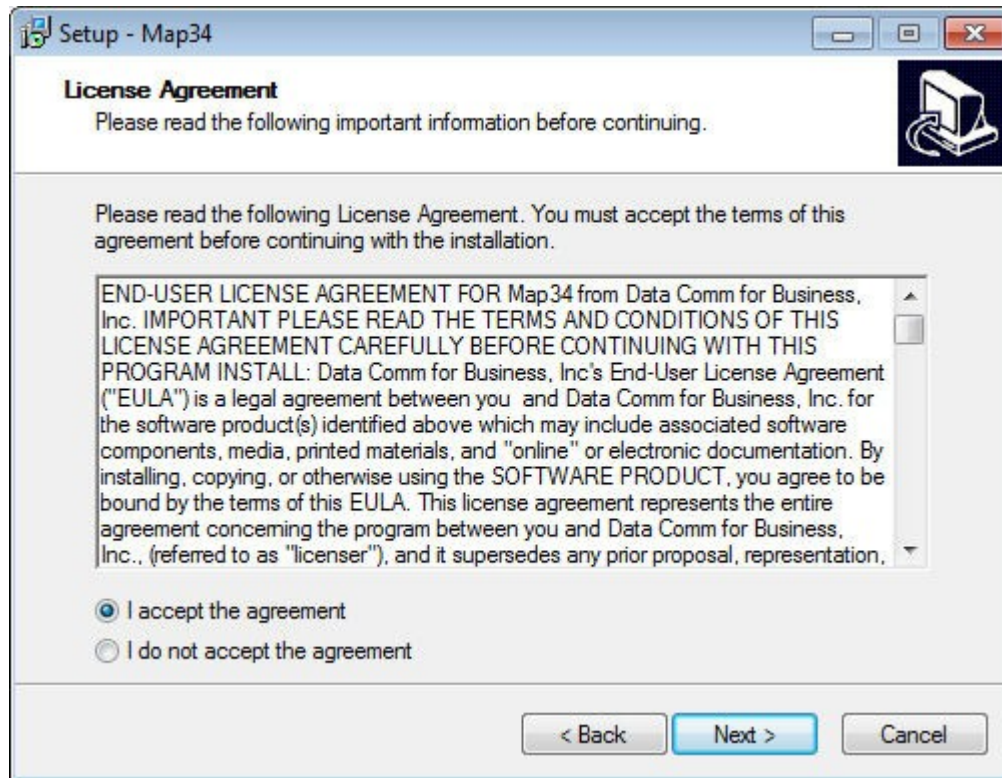 Setup - Map34
License Agreement
Please read the following important information before continuing.
Please read the following License Agreement. You must accept the terms of this
agreement before continuing with the installation.
END-USER LICENSE AGREEMENT FOR Map34 from Data Comm for Business,
Inc. IMPORTANT PLEASE READ THE TERMS AND CONDITIONS OF THIS
LICENSE AGREEMENT CAREFULLY BEFORE CONTINUING WITH THIS
PROGRAM INSTALL: Data Comm for Business, Inc's End-User License Agreement
("EULA") is a legal agreement between you  and Data Comm for Business, Inc. for
the software product(s) identified above which may include associated software
components, media, printed materials, and "online" or electronic documentation. By
installing, copying, or otherwise using the SOFTWARE PRODUCT, you agree to be
bound by the terms of this EULA. This license agreement represents the entire
agreement concerning the program between you and Data Comm for Business,
Inc., (referred to as "licenser"), and it supersedes any prior proposal, representation,
I accept the agreement
I do not accept the agreement
< Back
Next >
Cancel